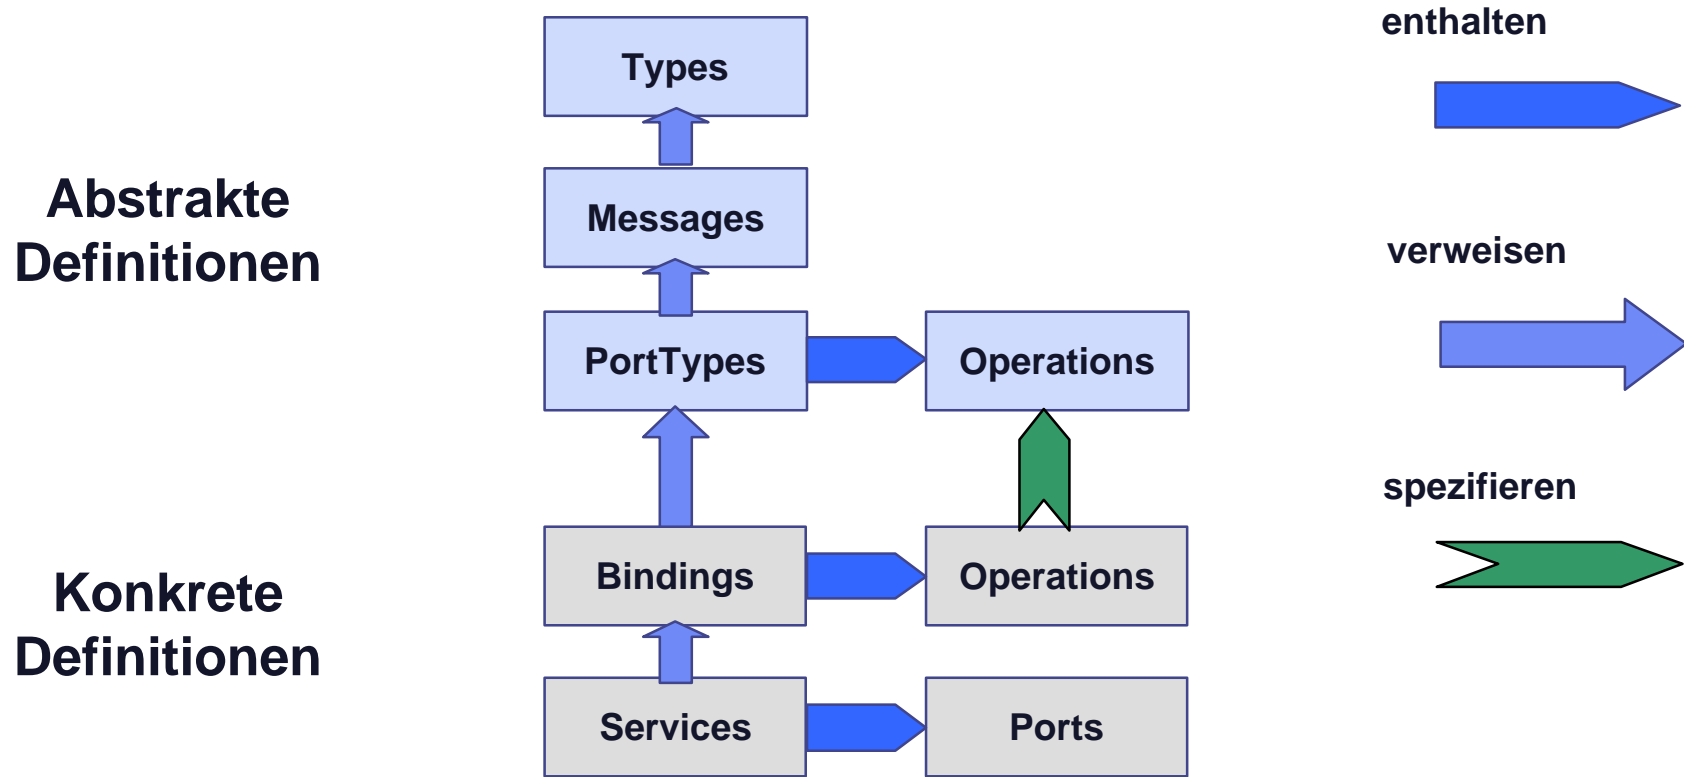 enthalten
Types
Abstrakte
Definitionen
Messages
verweisen
PortTypes
Operations
spezifieren
Konkrete
Definitionen
Bindings
Operations
Services
Ports